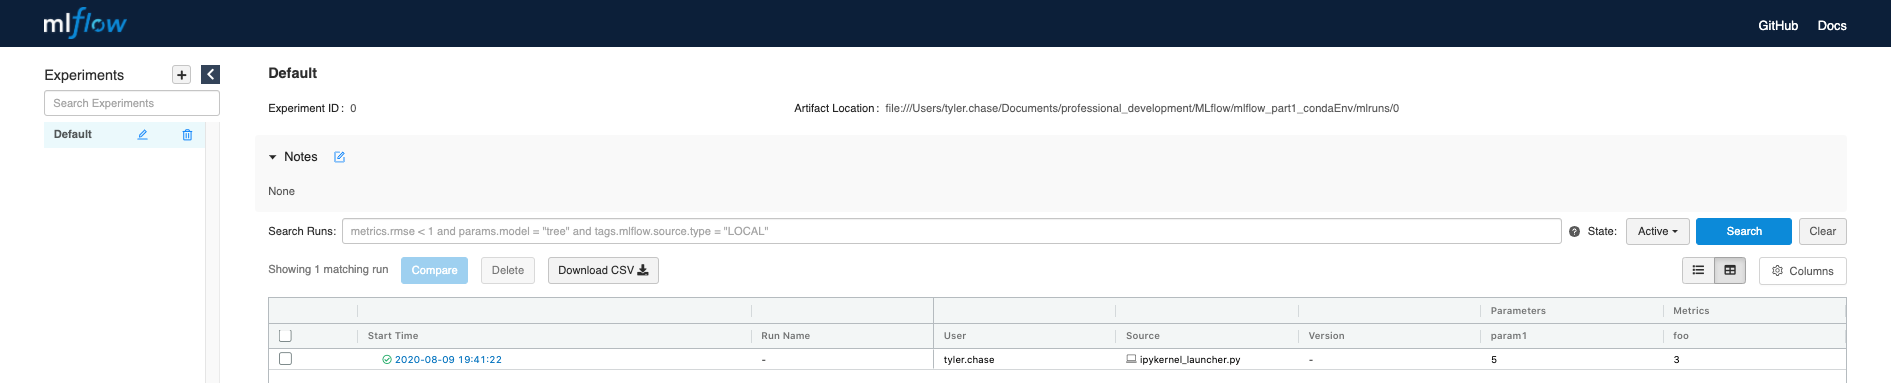 mlflow
GitHub Docs
Experiments
Search Experiments
Default
Default
Experiment ID : 0 Artifact Location : file:///Users/tyler.chase/Documents/professional_development/MLflow/mlflow_part1_condaEnv/mlruns/0
Notes
None
Search Runs: metrics.rmse < 1 and params.model = "tree" and tags.mlflow.source.type = "LOCAL" ? State: Active Search Clear
Showing 1 matching run Compare Delete Download CSV Columns
Parameters Metrics
Start Time Run Name User Source Version param1 foo
2020-08-09 19:41:22 - tyler.chase ipykernel_launcher.py - 5 3